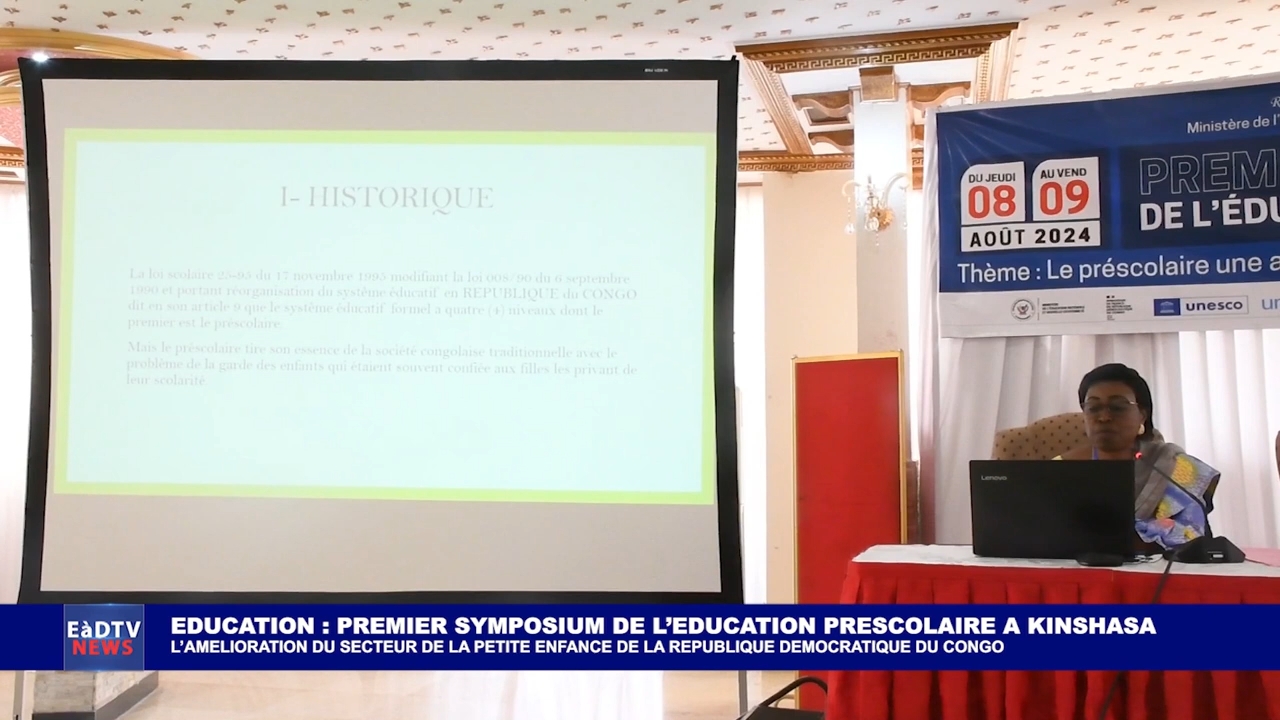 I- HISTORIQUE
La loi scolaire 25-95 du 17 novembre 1995 modifiant la loi 008/90 du 6 septembre
1990 et portant réorganisation du système éducatif en REPUBLIQUE du CONGO
dit en son article 9 que le système éducatif formel a quatre (4) niveaux dont le
premier est le préscolaire.
Mais le préscolaire tire son essence de la société congolaise traditionnelle avec le
problème de la garde des enfants qui étaient souvent confiée aux filles les privant de
leur scolarité
Ministère de l'
DU JEUDI
08
AU VEND
09
AOÛT 2024
PREM
DE L'ÉDU
Thème : Le préscolaire une a
unesco
Lenovo
EàDTV
NEWS
EDUCATION : PREMIER SYMPOSIUM DE L'EDUCATION PRESCOLAIRE A KINSHASA
L'AMELIORATION DU SECTEUR DE LA PETITE ENFANCE DE LA REPUBLIQUE DEMOCRATIQUE DU CONGO